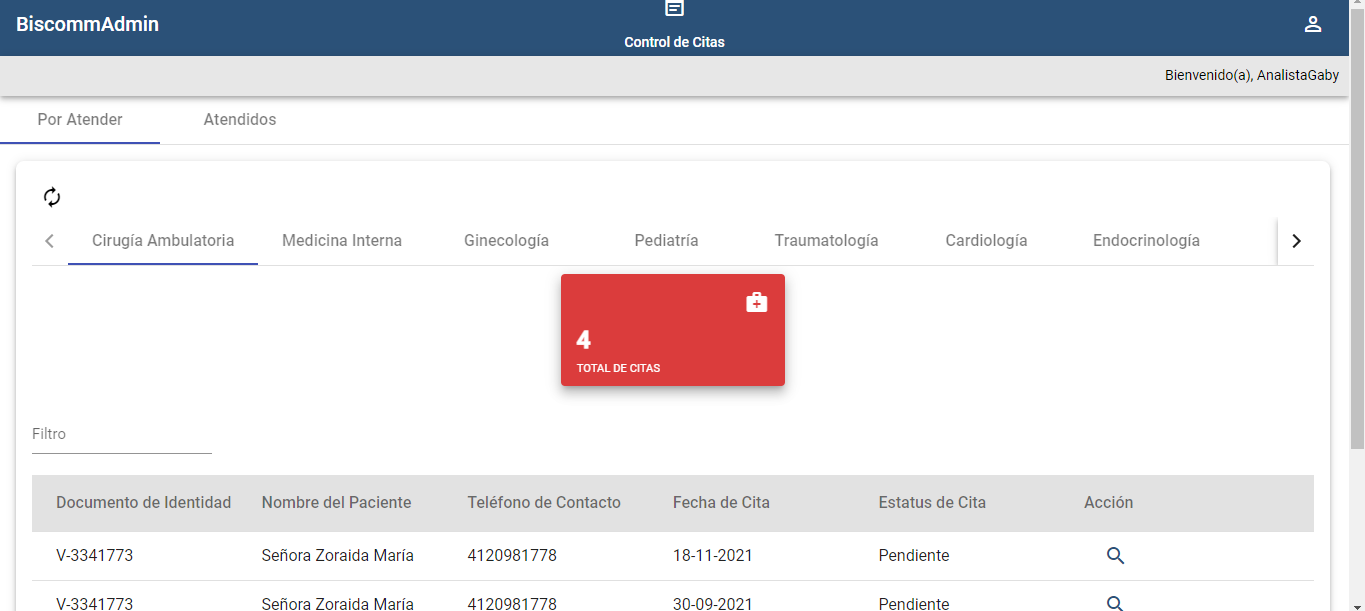 BiscommAdmin
Control de Citas
Bienvenido(a), AnalistaGaby
Por Atender Atendidos
Cirugía Ambulatoria Medicina Interna Ginecología Pediatría Traumatología Cardiología Endocrinología
4
TOTAL DE CITAS
Filtro
Documento de Identidad Nombre del Paciente Teléfono de Contacto Fecha de Cita Estatus de Cita Acción
V-3341773 Señora Zoraida María 4120981778 18-11-2021 Pendiente
V-3341773 Señora Zoraida María 4120981778 30-09-2021 Pendiente